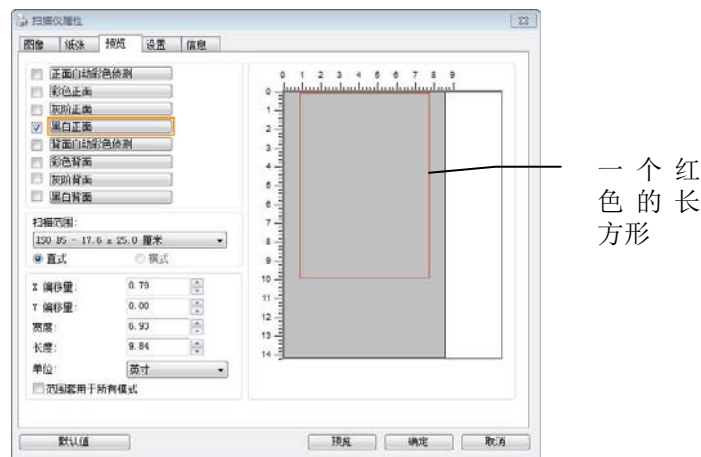 扫描仪属性
图像 纸张 预览 设置 信息
正面自动彩色侦测
彩色正面
灰阶正面
黑白正面
背面自动彩色侦测
彩色背面
灰阶背面
黑白背面
扫描范围:
ISO B5 - 17.6 x 25.0 厘米
直式 横式
X 偏移量: 0.79
Y 偏移量: 0.00
宽度: 6.93
长度: 9.84
单位: 英寸
范围套用于所有模式
0 1 2 3 4 5 6 7 8 9
0
1
2
3
4
5
6
7
8
9
10
11
12
13
14
一个红
色的长
方形
默认值 预览 确定 取消